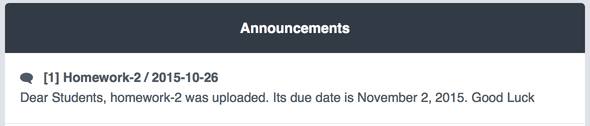 Announcements
[1] Homework-2 / 2015-10-26
Dear Students, homework-2 was uploaded. Its due date is November 2, 2015. Good Luck